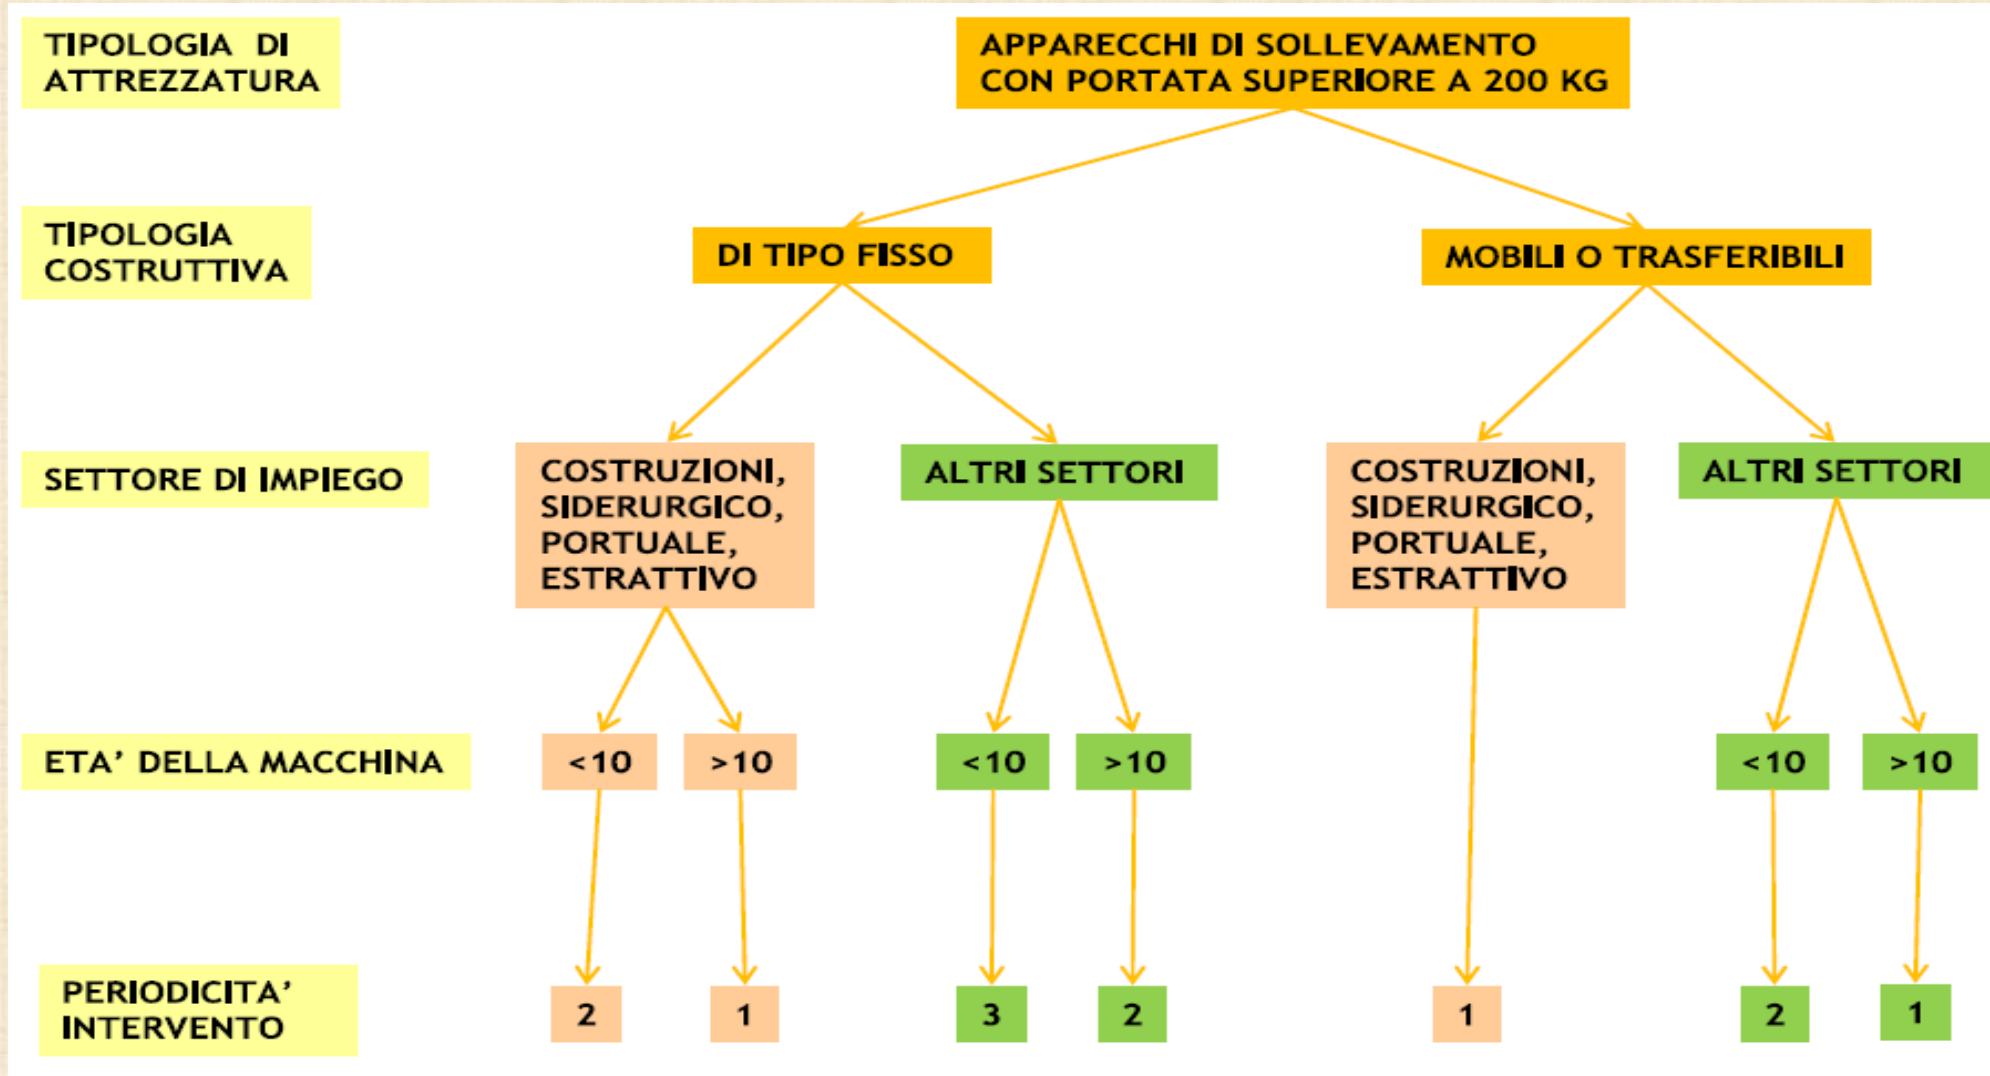 TIPOLOGIA DI
ATTREZZATURA
APPARECCHI DI SOLLEVAMENTO
CON PORTATA SUPERIORE A 200 KG
TIPOLOGIA
COSTRUTTIVA
DI TIPO FISSO
MOBILI O TRASFERIBILI
SETTORE DI IMPIEGO
COSTRUZIONI,
SIDERURGICO,
PORTUALE,
ESTRATTIVO
ALTRI SETTORI
COSTRUZIONI,
SIDERURGICO,
PORTUALE,
ESTRATTIVO
ALTRI SETTORI
ETA’ DELLA MACCHINA
<10
>10
<10
>10
<10
>10
PERIODICITA’
INTERVENTO
2
1
3
2
1
2
1